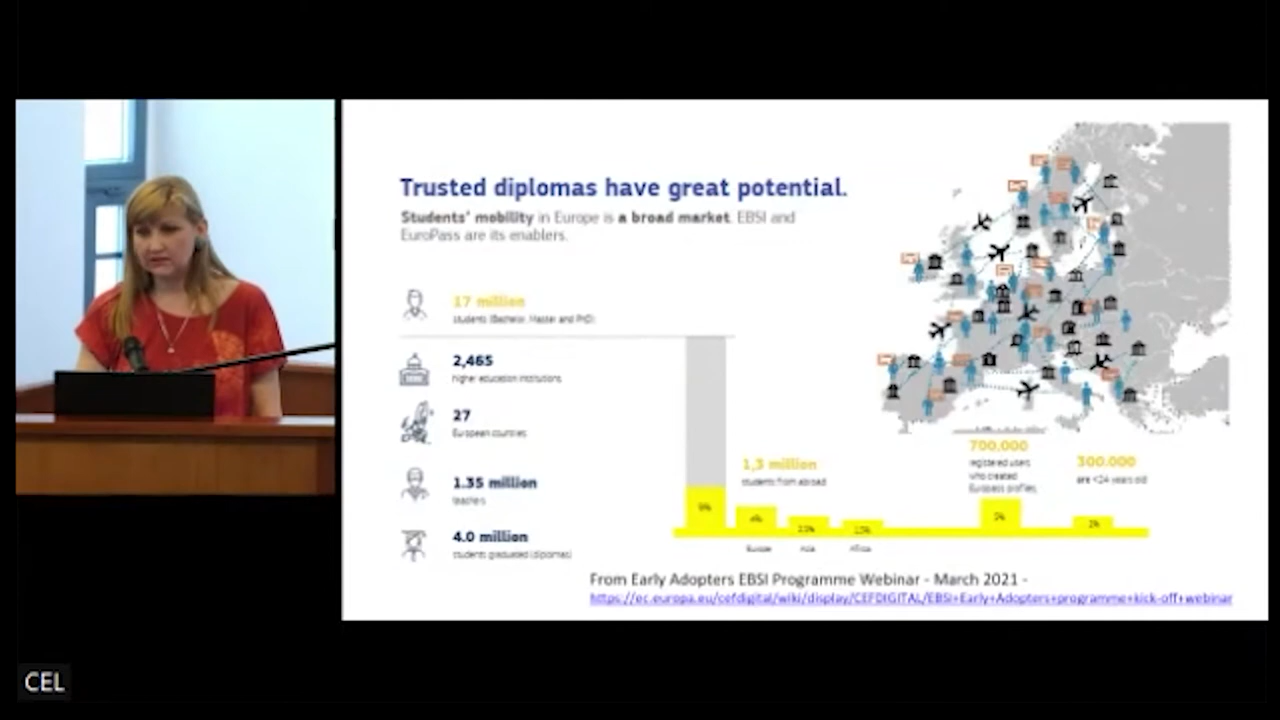 Trusted diplomas have great potential.
Students' mobility in Europe is a broad market. EBSI and
EuroPass are its enablers.
17 million
students (Bachelor, Master and PhD)
2,465
higher education institutions
27
European countries
1.35 million
teachers
4.0 million
students graduated (diplomas)
1,3 million
students from abroad
Europe
Asia
Africa
700,000
registered users
who created
Europass profiles
300.000
are <24 years old
From Early Adopters EBSI Programme Webinar - March 2021 -
https://ec.europa.eu/cefdigital/wiki/display/CEFDIGITAL/EBSI+Early+Adopters+programme+kick-off+webinar
CEL